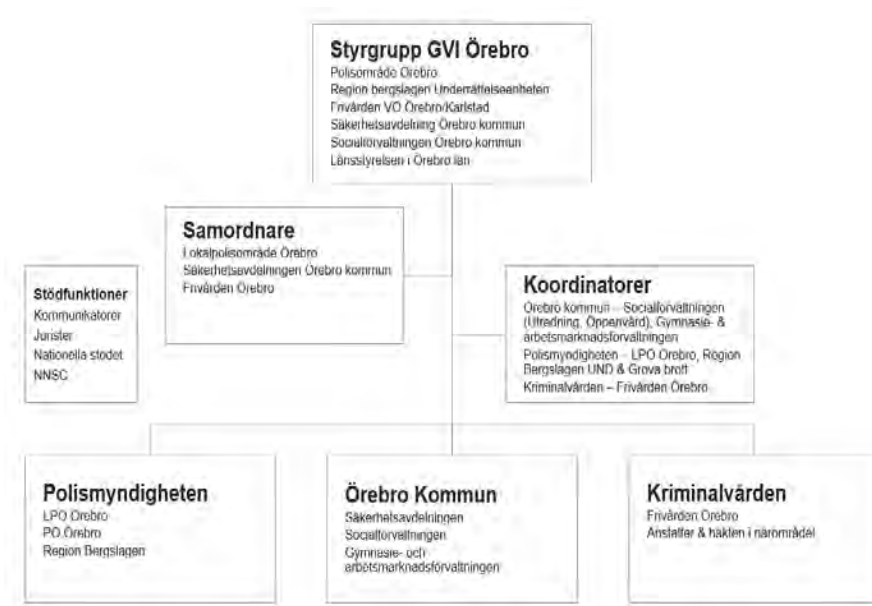 Styrgrupp GVI Örebro
Polisområde Örebro
Region bergslagen Underrättelseenheten
Frivården VO Örebro/Karlstad
Säkerhetsavdelning Örebro kommun
Socialförvaltningen Örebro kommun
Länsstyrelsen i Örebro län
Samordnare
Lokalpolisområde Örebro
Säkerhetsavdelningen Örebro kommun
Frivården Örebro
Stödfunktioner
Kommunikatörer
Jurister
Nationella stödet
NNSC
Koordinatorer
Örebro kommun – Socialförvaltningen
(Utredning, Öppenvård), Gymnasie- &
arbetsmarknadsförvaltningen
Polismyndigheten – LPO Örebro, Region
Bergslagen UND & Grova brott
Kriminalvården – Frivården Örebro
Polismyndigheten
LPO Örebro
PO Örebro
Region Bergslagen
Örebro Kommun
Säkerhetsavdelningen
Socialförvaltningen
Gymnasie- och
arbetsmarknadsförvaltningen
Kriminalvården
Frivården Örebro
Anstalter & häkten i närområdet